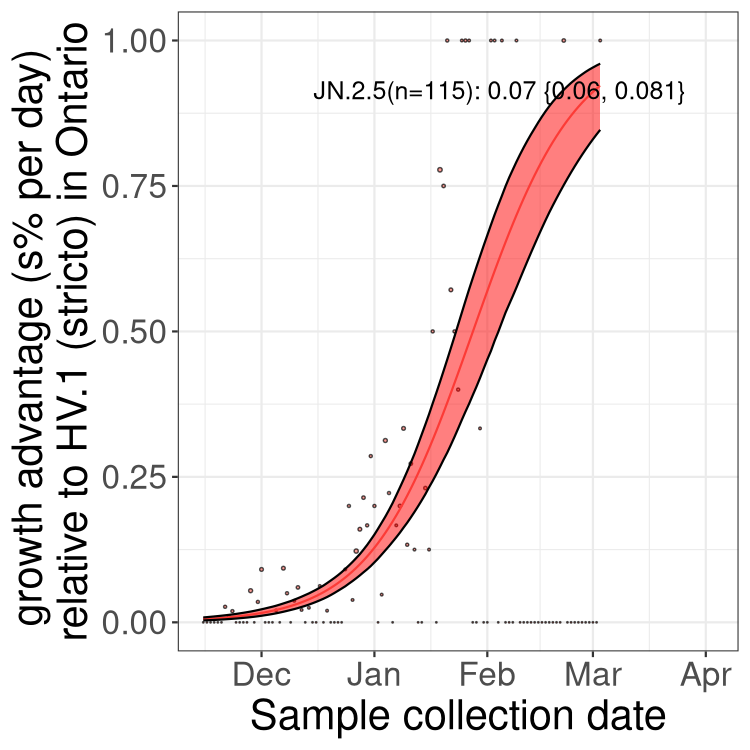 growth advantage (s% per day)
relative to HV.1 (stricto) in Ontario
1.00
0.75
0.50
0.25
0.00
JN.2.5(n=115): 0.07 {0.06, 0.081}
Dec Jan Feb Mar Apr
Sample collection date